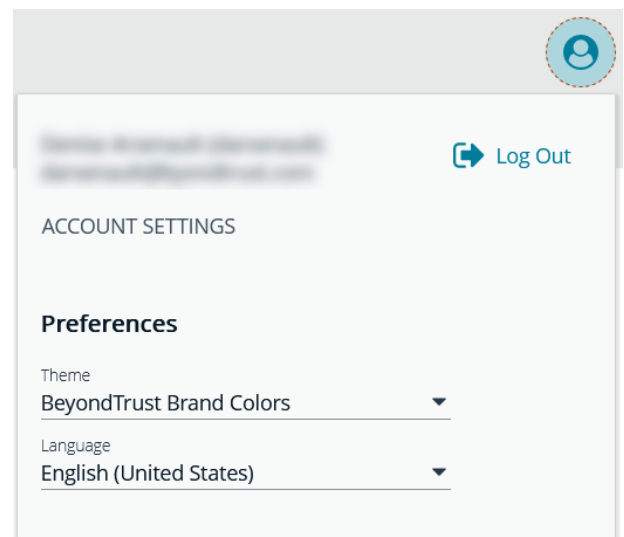 Log Out
ACCOUNT SETTINGS
Preferences
Theme
BeyondTrust Brand Colors
Language
English (United States)